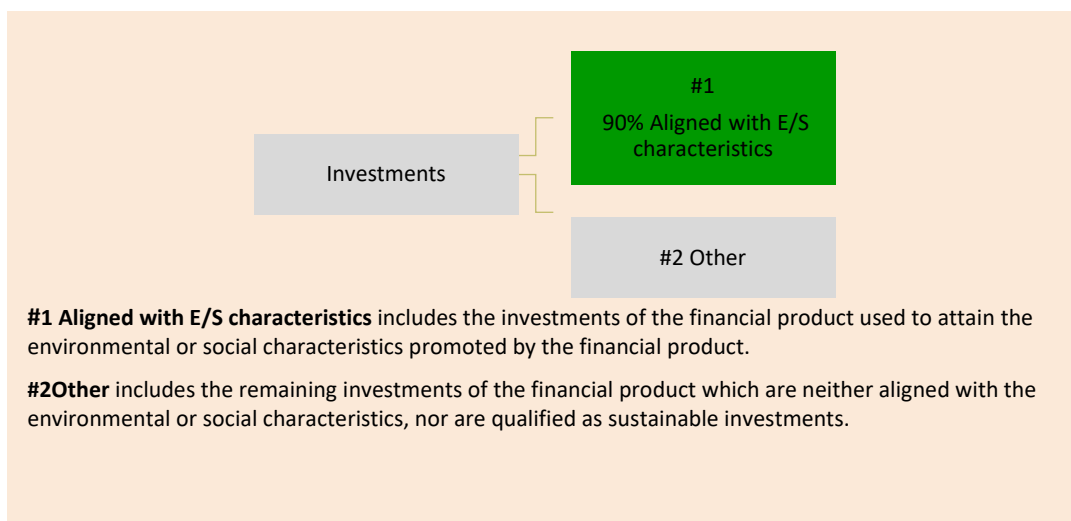 #1
90% Aligned with E/S
characteristics
Investments
#2 Other
#1 Aligned with E/S characteristics includes the investments of the financial product used to attain the
environmental or social characteristics promoted by the financial product.
#2Other includes the remaining investments of the financial product which are neither aligned with the
environmental or social characteristics, nor are qualified as sustainable investments.